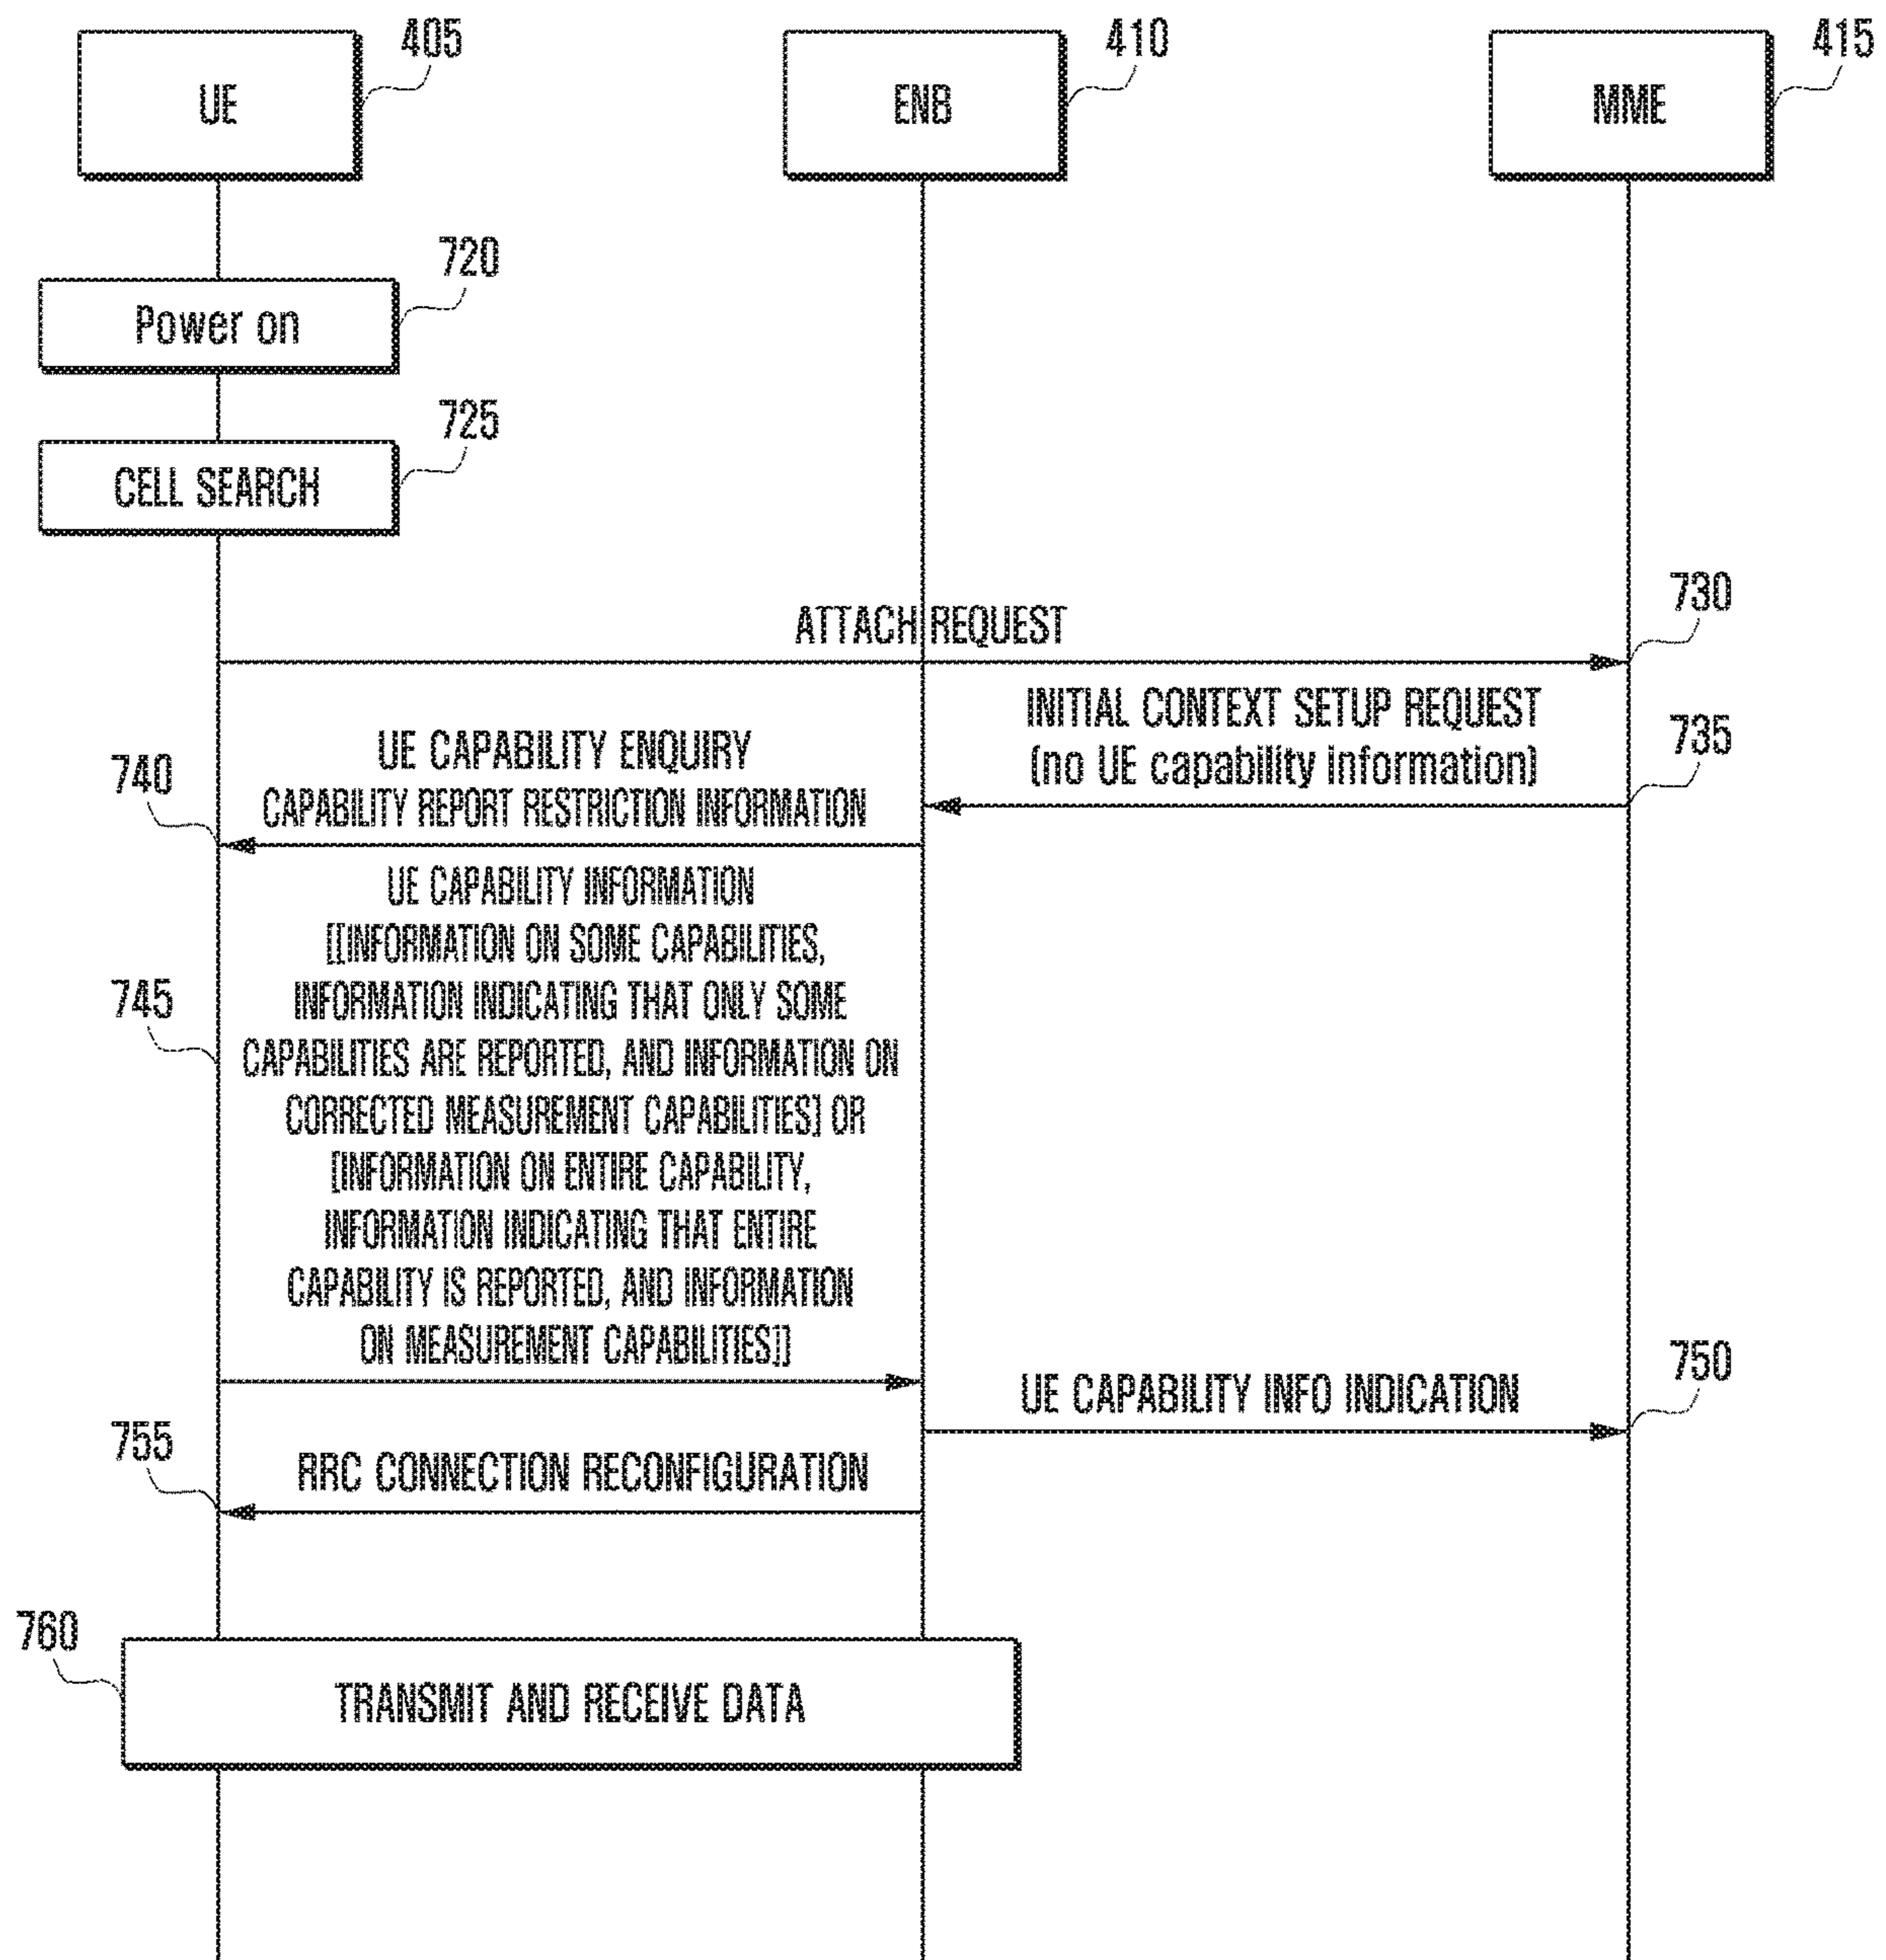 405
410
415
UE
ENB
MME
720
Power on
725
CELL SEARCH
730
ATTACH REQUEST
INITIAL CONTEXT SETUP REQUEST
(no UE capability information)
735
UE CAPABILITY ENQUIRY
CAPABILITY REPORT RESTRICTION INFORMATION
740
UE CAPABILITY INFORMATION
[[INFORMATION ON SOME CAPABILITIES,
INFORMATION INDICATING THAT ONLY SOME
CAPABILITIES ARE REPORTED, AND INFORMATION ON
CORRECTED MEASUREMENT CAPABILITIES] OR
[INFORMATION ON ENTIRE CAPABILITY,
INFORMATION INDICATING THAT ENTIRE
CAPABILITY IS REPORTED, AND INFORMATION
ON MEASUREMENT CAPABILITIES]]
745
750
UE CAPABILITY INFO INDICATION
755
RRC CONNECTION RECONFIGURATION
760
TRANSMIT AND RECEIVE DATA